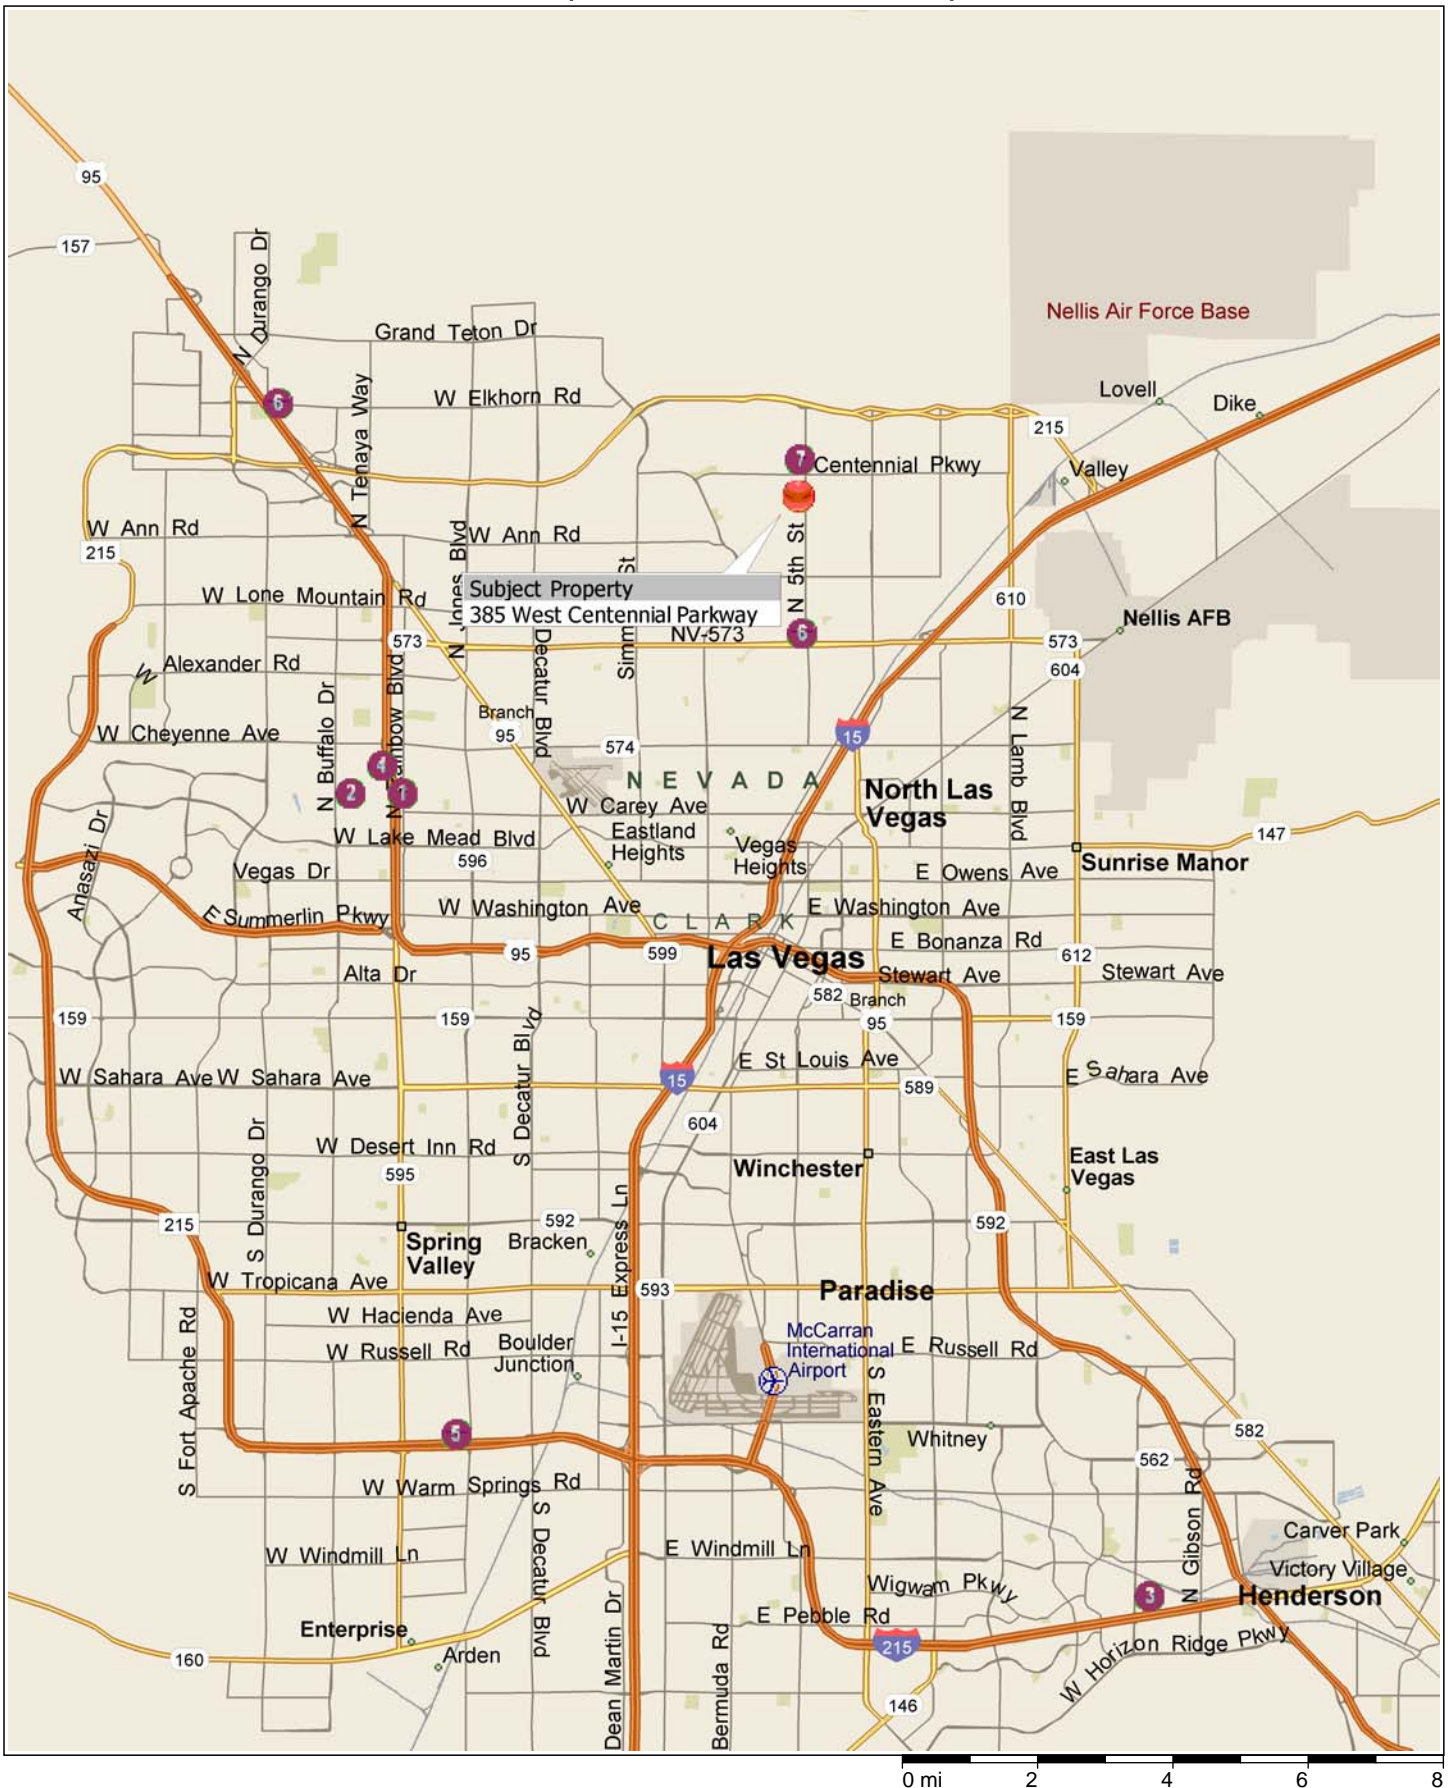 95
157
N Durango Dr
Nellis Air Force Base
Grand Teton Dr
Lovell
W Elkhorn Rd
Dike
6
N Tenaya Way
215
7
Centennial Pkwy
Valley
W Ann Rd
W Ann Rd
215
N Jones Blvd
N 5th St
St
Subject Property
385 West Centennial Parkway
W Lone Mountain Rd
610
Nellis AFB
573
NV-573
6
573
604
W Alexander Rd
Decatur Blvd
N Buffalo Dr
Branch
95
W Cheyenne Ave
574
15
N Lamb Blvd
4
NEVADA
2
1
North Las
Vegas
W Carey Ave
Eastland
Heights
Vegas
Heights
147
W Lake Mead Blvd
596
Anasazi Dr
Vegas Dr
E Owens Ave
Sunrise Manor
W Washington Ave
E Washington Ave
E Summerlin Pkwy
CLARK
E Bonanza Rd
95
599
Las Vegas
612
Alta Dr
Stewart Ave
Stewart Ave
582
Branch
95
159
159
159
S Decatur Blvd
E St Louis Ave
W Sahara Ave
W Sahara Ave
15
589
E Sahara Ave
604
S Durango Dr
W Desert Inn Rd
595
Winchester
East Las
Vegas
215
592
592
Spring
Valley
Bracken
I-15 Express Ln
W Tropicana Ave
593
Paradise
W Hacienda Ave
McCarran
International
Airport
W Russell Rd
Boulder
Junction
E Russell Rd
S Fort Apache Rd
S Eastern Ave
5
Whitney
582
562
W Warm Springs Rd
N Gibson Rd
S Decatur Blvd
Carver Park
W Windmill Ln
E Windmill Ln
Victory Village
Wigwam Pkwy
3
Henderson
E Pebble Rd
Enterprise
Dean Martin Dr
Bermuda Rd
215
W Horizon Ridge Pkwy
160
Arden
146
0 mi 2 4 6 8